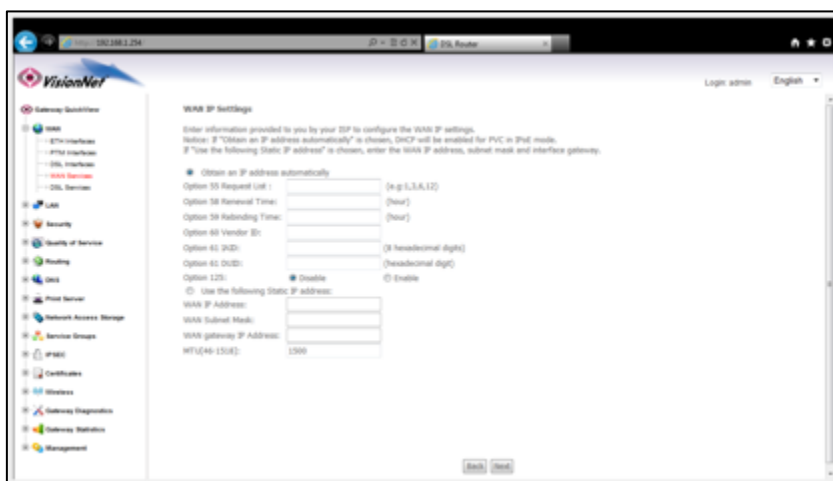 http://192.168.1.254
DSL Router
VisionNet
Login: admin
English
Gateway QuickView
WAN
ETH Interfaces
PTM Interfaces
DSL Interfaces
WAN Services
DSL Services
LAN
Security
Quality of Service
Routing
DNS
Print Server
Network Access Storage
Service Groups
IPSEC
Certificates
Wireless
Gateway Diagnostics
Gateway Statistics
Management
WAN IP Settings
Enter information provided to you by your ISP to configure the WAN IP settings.
Notice: If "Obtain an IP address automatically" is chosen, DHCP will be enabled for PVC in IPoE mode.
If "Use the following Static IP address" is chosen, enter the WAN IP address, subnet mask and interface gateway.
Obtain an IP address automatically
Option 55 Request List : (e.g:1,3,6,12)
Option 58 Renewal Time: (hour)
Option 59 Rebinding Time: (hour)
Option 60 Vendor ID:
Option 61 IAID: (8 hexadecimal digits)
Option 61 DUID: (hexadecimal digit)
Option 125: Disable Enable
Use the following Static IP address:
WAN IP Address:
WAN Subnet Mask:
WAN gateway IP Address:
MTU[46-1518]: 1500
Back Next